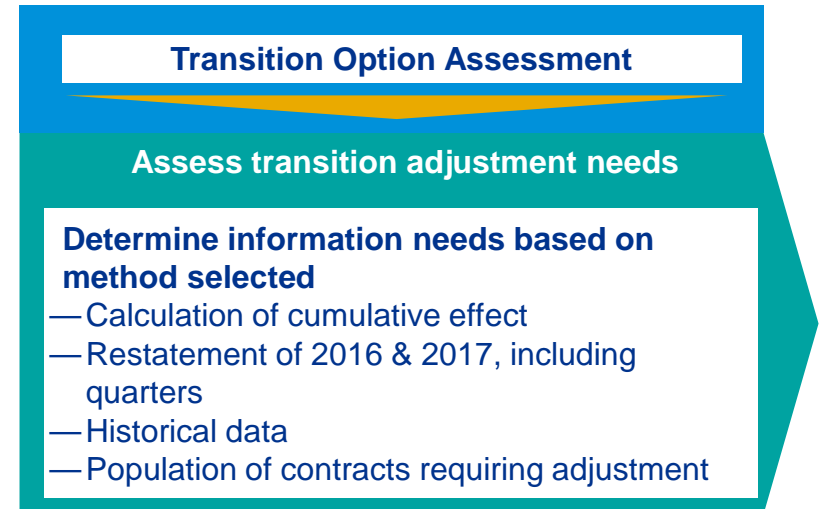 Transition Option Assessment
Assess transition adjustment needs
Determine information needs based on
method selected
— Calculation of cumulative effect
— Restatement of 2016 & 2017, including
quarters
— Historical data
— Population of contracts requiring adjustment